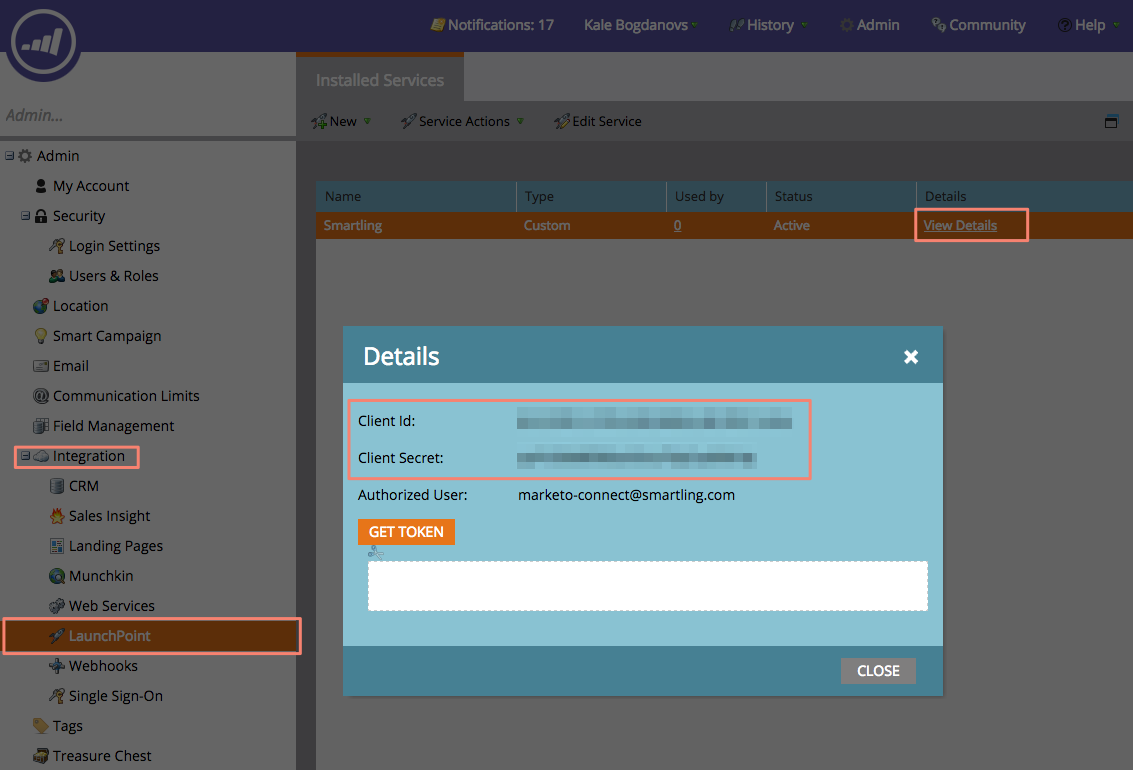 Notifications: 17 Kale Bogdanovs History Admin Community Help
Admin...
Installed Services
New Service Actions Edit Service
Admin
My Account
Security
Login Settings
Users & Roles
Location
Smart Campaign
Email
Communication Limits
Field Management
Integration
CRM
Sales Insight
Landing Pages
Munchkin
Web Services
LaunchPoint
Webhooks
Single Sign-On
Tags
Treasure Chest
Name Type Used by Status Details
Smartling Custom 0 Active View Details
Details
Client Id:
Client Secret:
Authorized User: marketo-connect@smartling.com
GET TOKEN
CLOSE